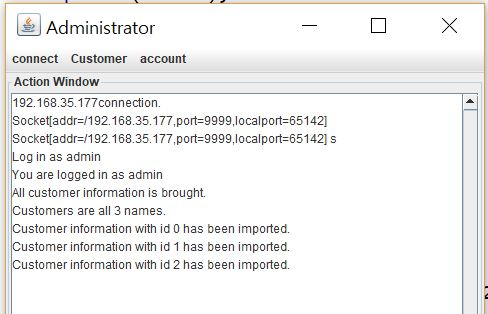 Administrator
connect Customer account
Action Window
192.168.35.177connection.
Socket[addr=/192.168.35.177,port=9999,localport=65142]
Socket[addr=/192.168.35.177,port=9999,localport=65142] s
Log in as admin
You are logged in as admin
All customer information is brought.
Customers are all 3 names.
Customer information with id 0 has been imported.
Customer information with id 1 has been imported.
Customer information with id 2 has been imported.